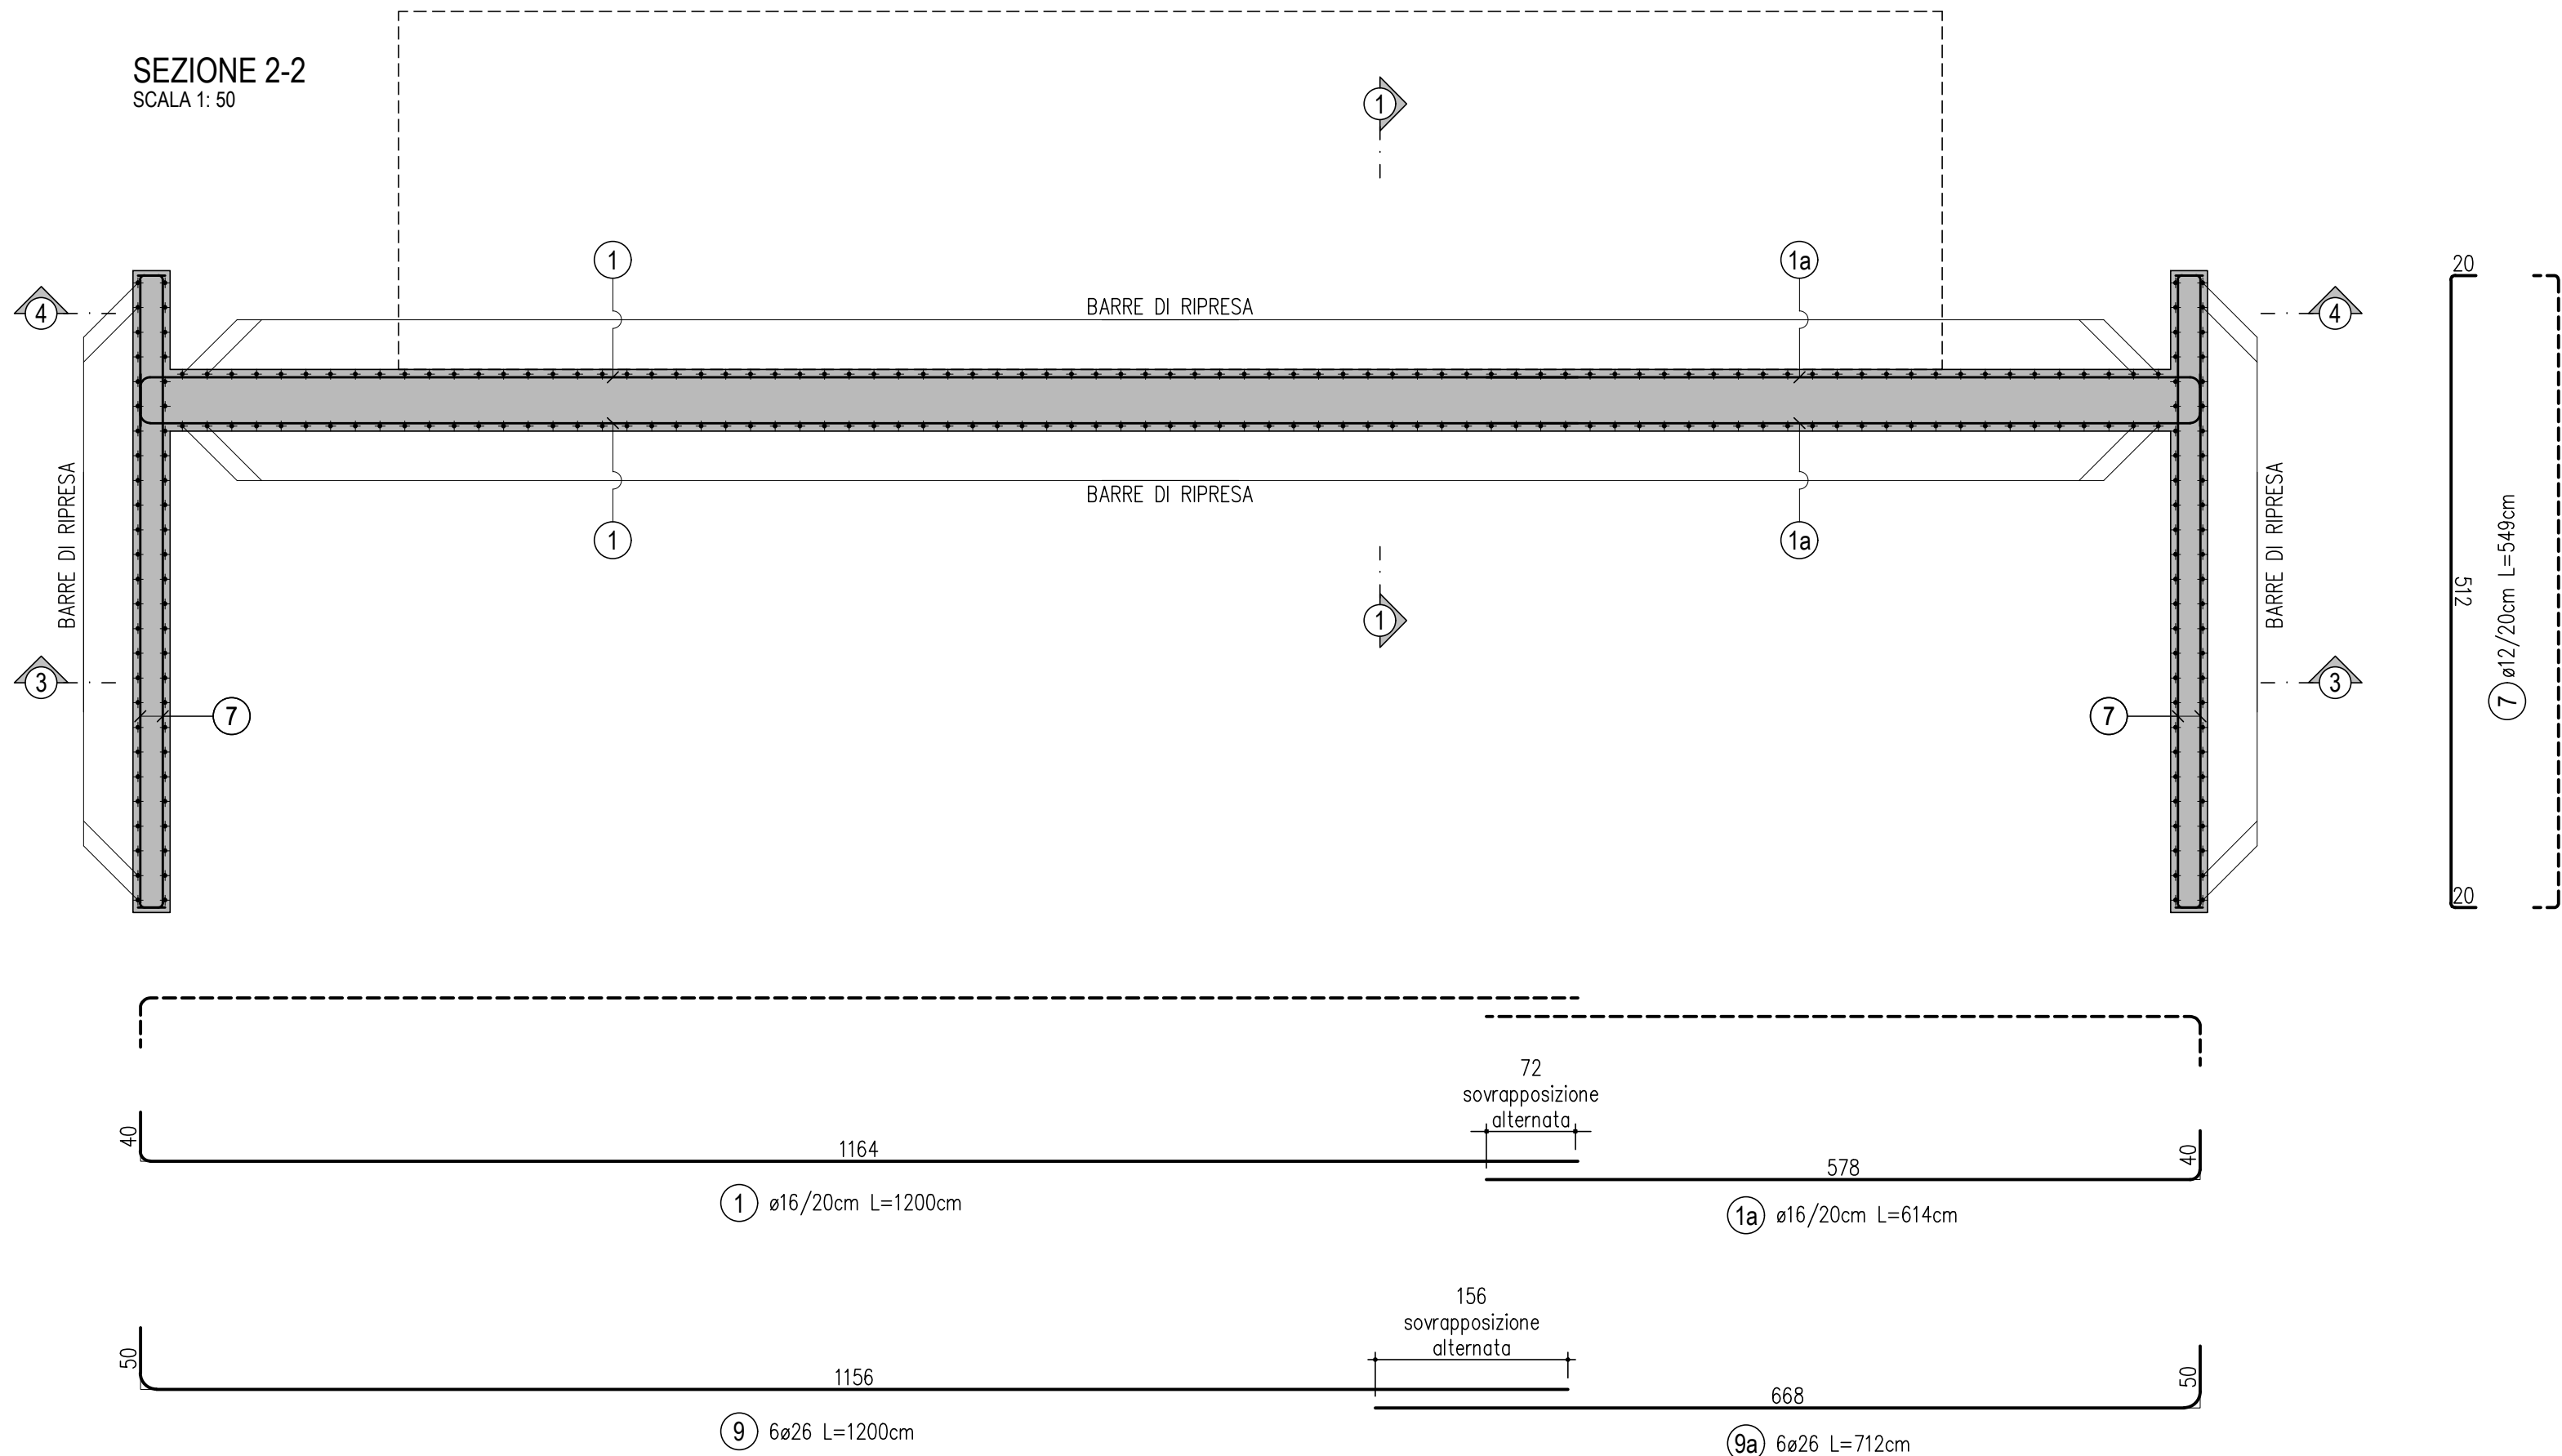 SEZIONE 2-2
SCALA 1: 50
1
1
1a
20
4
BARRE DI RIPRESA
4
BARRE DI RIPRESA
BARRE DI RIPRESA
BARRE DI RIPRESA
1
1a
512
7 ø12/20cm L=549cm
1
3
3
7
7
20
72
sovrapposizione
alternata
40
1164
578
40
1 ø16/20cm L=1200cm
1a ø16/20cm L=614cm
156
sovrapposizione
alternata
50
1156
668
50
9 6ø26 L=1200cm
9a 6ø26 L=712cm